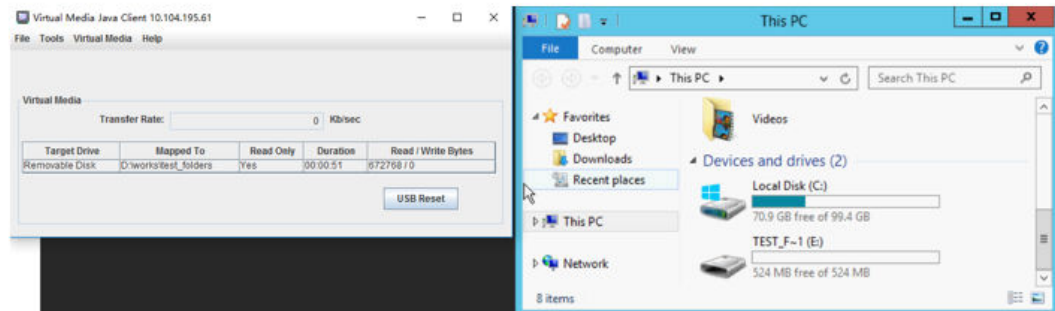 Virtual Media Java Client 10.104.195.61
File Tools Virtual Media Help
Virtual Media
Transfer Rate: 0 Kb/sec
Target Drive Mapped To Read Only Duration Read / Write Bytes
Removable Disk D:\works\test_folders Yes 00:00:51 672768 / 0
USB Reset
This PC
File Computer View
This PC
Search This PC
Favorites
Desktop
Downloads
Recent places
This PC
Network
Videos
Devices and drives (2)
Local Disk (C:)
70.9 GB free of 99.4 GB
TEST_F~1 (E:)
524 MB free of 524 MB
8 items